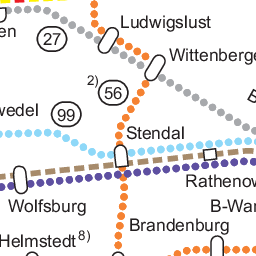 Ludwigslust
en
27
Wittenberge
2)
56
wedel
99
Stendal
Rathenow
Wolfsburg
B-War
Brandenburg
Helmstedt 8)